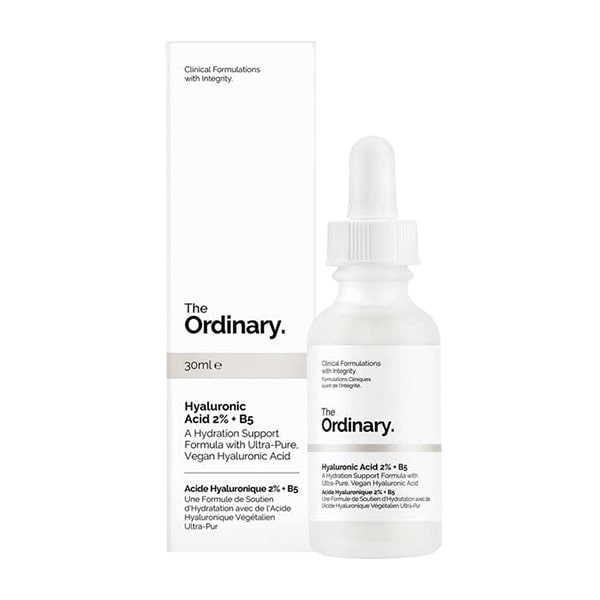 Clinical Formulations
with Integrity.
The
Ordinary.
30ml e
Hyaluronic
Acid 2% + B5
A Hydration Support
Formula with Ultra-Pure,
Vegan Hyaluronic Acid
Acide Hyaluronique 2% + B5
Une Formule de Soutien
d'Hydratation avec de l'Acide
Hyaluronique Végétalien
Ultra-Pur
Clinical Formulations
with Integrity.
Formulations Cliniques
ayant de l'Intégrité.
The
Ordinary.
Hyaluronic Acid 2% + B5
A Hydration Support Formula with
Ultra-Pure, Vegan Hyaluronic Acid
Acide Hyaluronique 2% + B5
Une Formule de Soutien d'Hydratation avec de
l'Acide Hyaluronique Végétalien Ultra-Pur